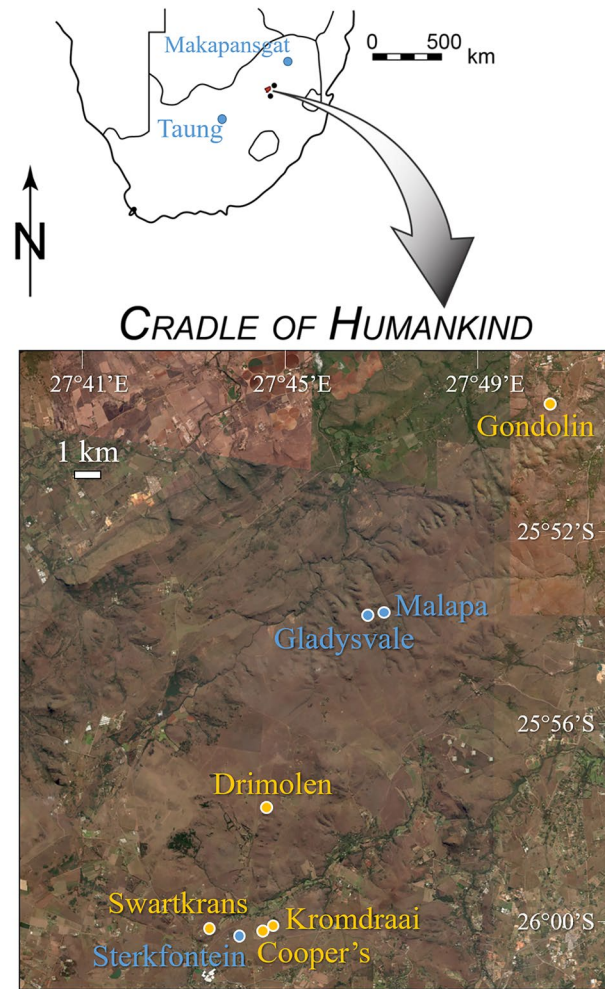 Makapansgat
0 500
km
Taung
N
CRADLE OF HUMANKIND
27°41’E 27°45’E 27°49’E
Gondolin
1 km
25°52’S
Malapa
Gladysvale
25°56’S
Drimolen
Swartkrans
Kromdraai
26°00’S
Cooper’s
Sterkfontein